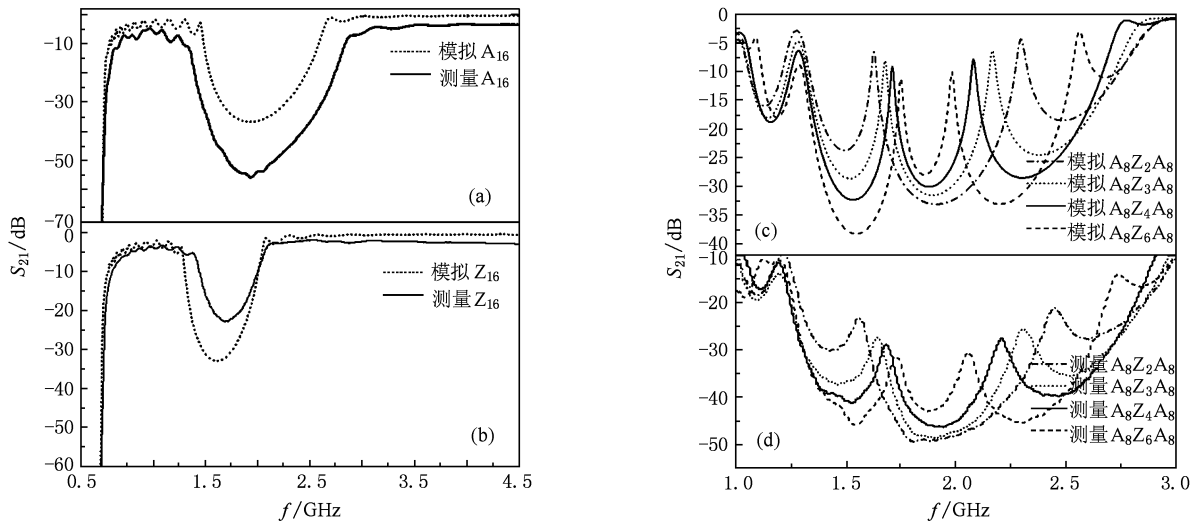 -10
-30
-50
-70
模拟 A₁₆
测量 A₁₆
(a)
0
-10
-20
-30
-40
-50
-60
模拟 Z₁₆
测量 Z₁₆
(b)
S₂₁/dB
0.5
1.5
2.5
3.5
4.5
f/GHz
0
-5
-10
-15
-20
-25
-30
-35
-40
模拟 A₈Z₂A₈
模拟 A₈Z₃A₈
模拟 A₈Z₄A₈
模拟 A₈Z₆A₈
(c)
-10
-20
-30
-40
-50
测量 A₈Z₂A₈
测量 A₈Z₃A₈
测量 A₈Z₄A₈
测量 A₈Z₆A₈
(d)
S₂₁/dB
1.0
1.5
2.0
2.5
3.0
f/GHz